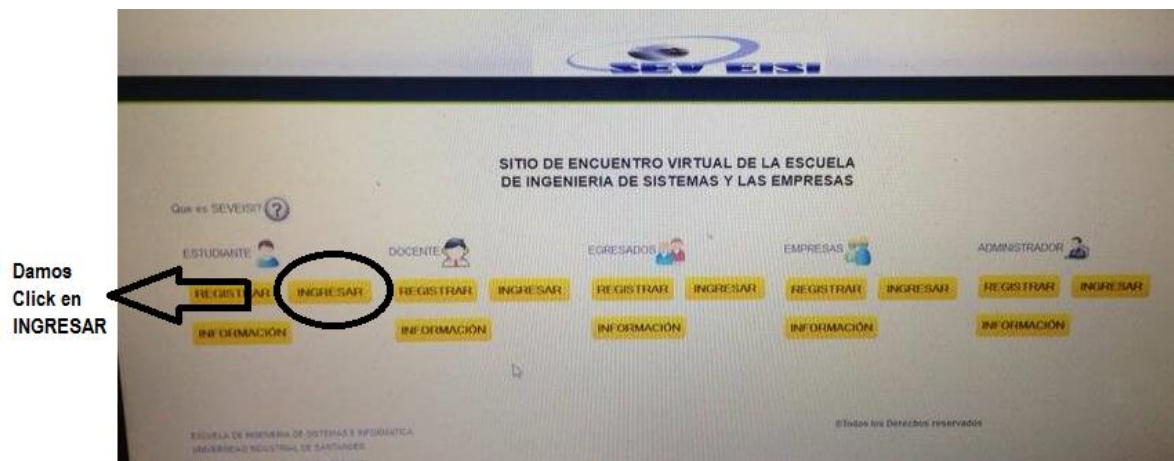 SEV EISI
SITIO DE ENCUENTRO VIRTUAL DE LA ESCUELA
DE INGENIERIA DE SISTEMAS Y LAS EMPRESAS
Que es SEVEISI? ?
ESTUDIANTE DOCENTE EGRESADOS EMPRESAS ADMINISTRADOR
Damos
Click en
INGRESAR
REGISTRAR INGRESAR REGISTRAR INGRESAR REGISTRAR INGRESAR REGISTRAR INGRESAR REGISTRAR INGRESAR
INFORMACIÓN INFORMACIÓN INFORMACIÓN INFORMACIÓN INFORMACIÓN
©Todos los Derechos reservados
ESCUELA DE INGENIERIA DE SISTEMAS E INFORMATICA
UNIVERSIDAD INDUSTRIAL DE SANTANDER